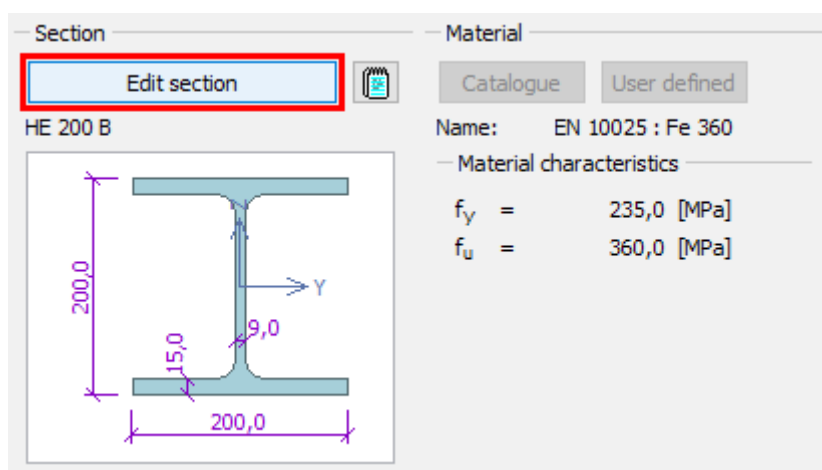 Section
Edit section
HE 200 B
200,0
15,0
9,0
Y
200,0
Material
Catalogue
User defined
Name: EN 10025 : Fe 360
Material characteristics
fy = 235,0 [MPa]
fu = 360,0 [MPa]